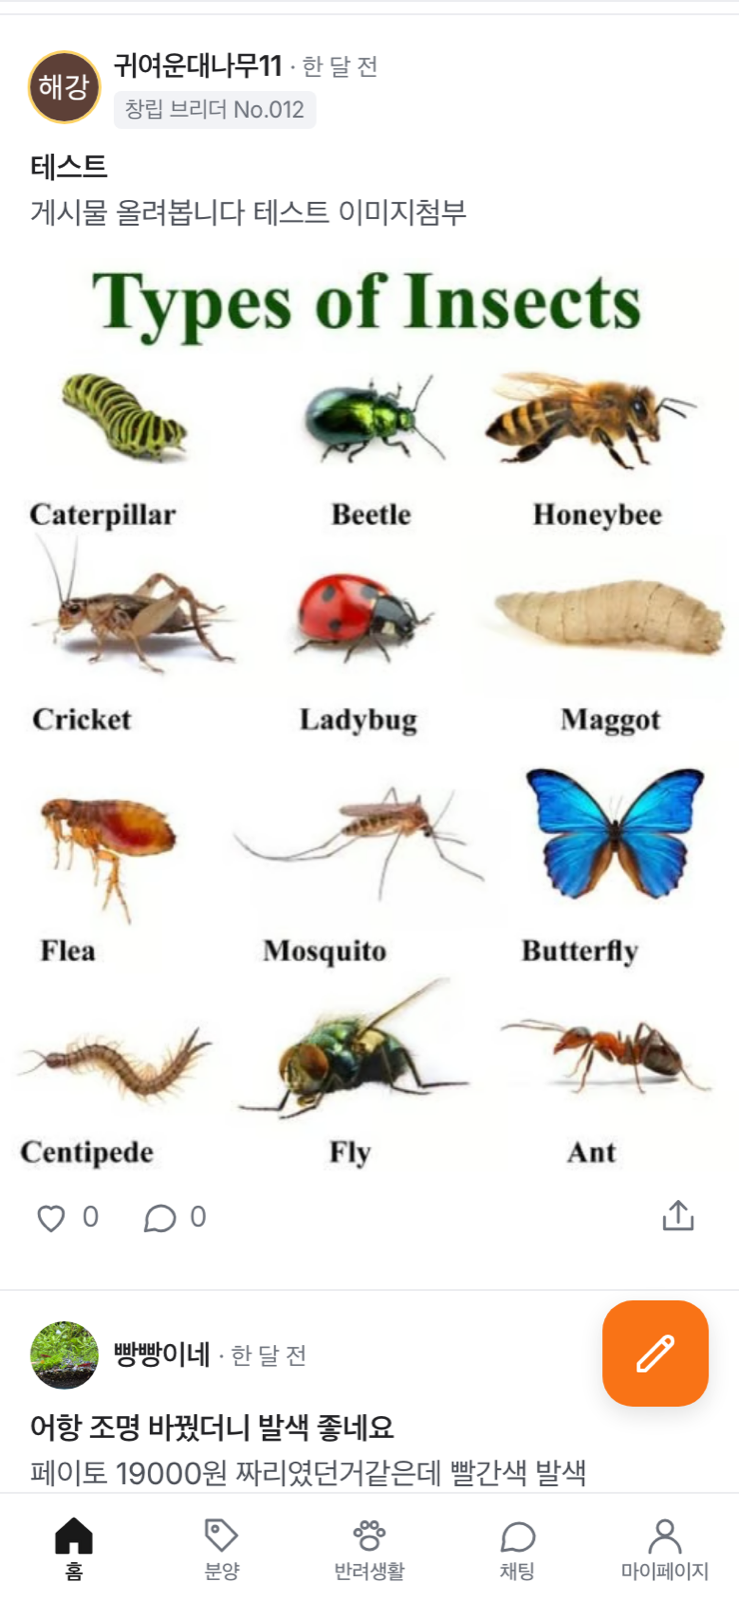 해강
귀여운대나무11 · 한 달 전
창립 브리더 No.012
테스트
게시물 올려봅니다 테스트 이미지첨부
Types of Insects
Caterpillar Beetle Honeybee
Cricket Ladybug Maggot
Flea Mosquito Butterfly
Centipede Fly Ant
0 0
빵빵이네 · 한 달 전
어항 조명 바꿨더니 발색 좋네요
페이토 19000원 짜리였던거같은데 빨간색 발색
홈 분양 반려생활 채팅 마이페이지